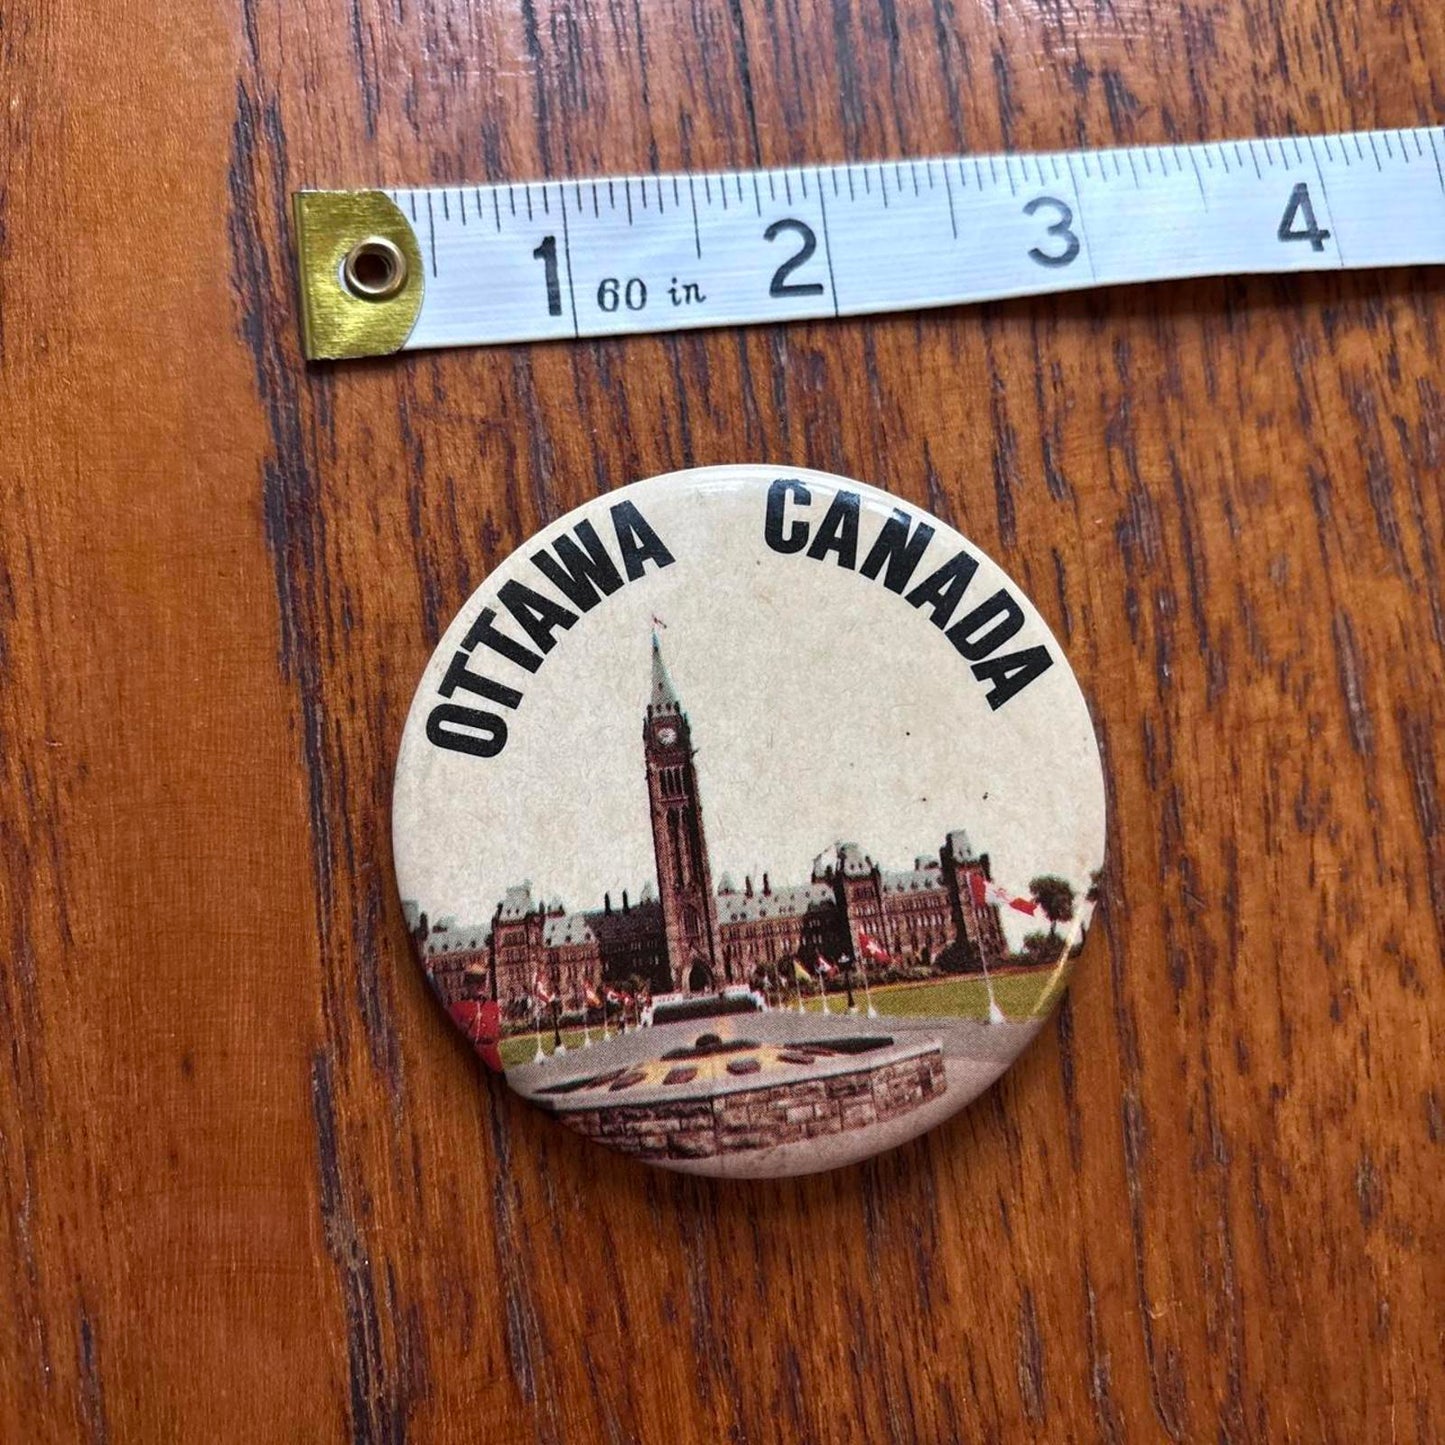 1 60 in 2 3 4
OTTAWA CANADA